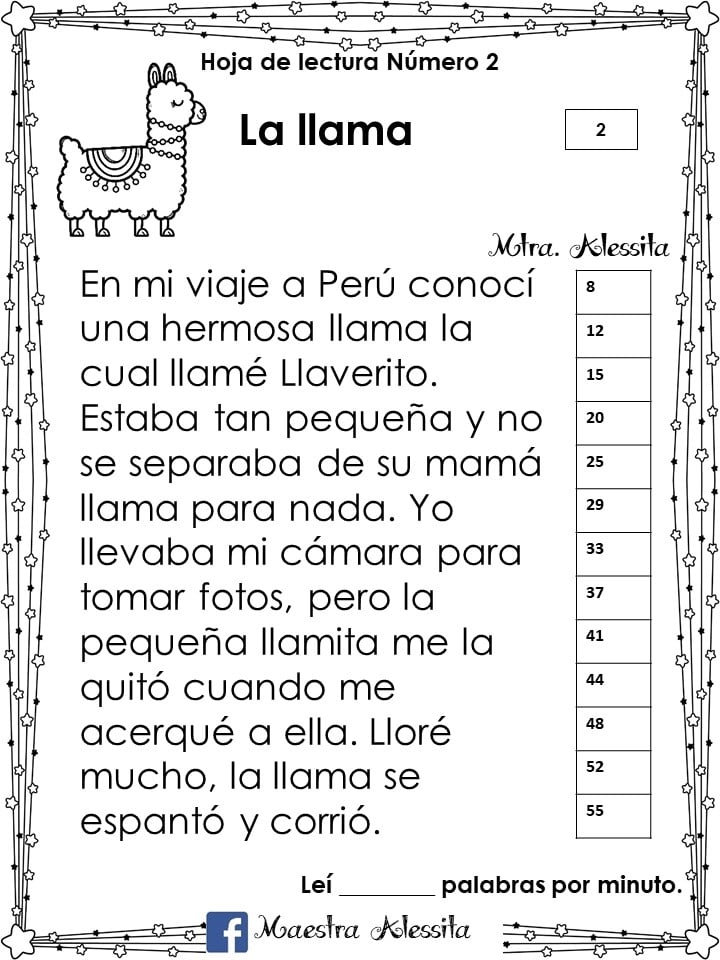 Hoja de lectura Número 2
La llama
2
Mtra. Alessita
En mi viaje a Perú conocí 8
una hermosa llama la 12
cual llamé Llaverito. 15
Estaba tan pequeña y no 20
se separaba de su mamá 25
llama para nada. Yo 29
llevaba mi cámara para 33
tomar fotos, pero la 37
pequeña llamita me la 41
quitó cuando me 44
acerqué a ella. Lloré 48
mucho, la llama se 52
espantó y corrió. 55
Leí ________ palabras por minuto.
f Maestra Alessita